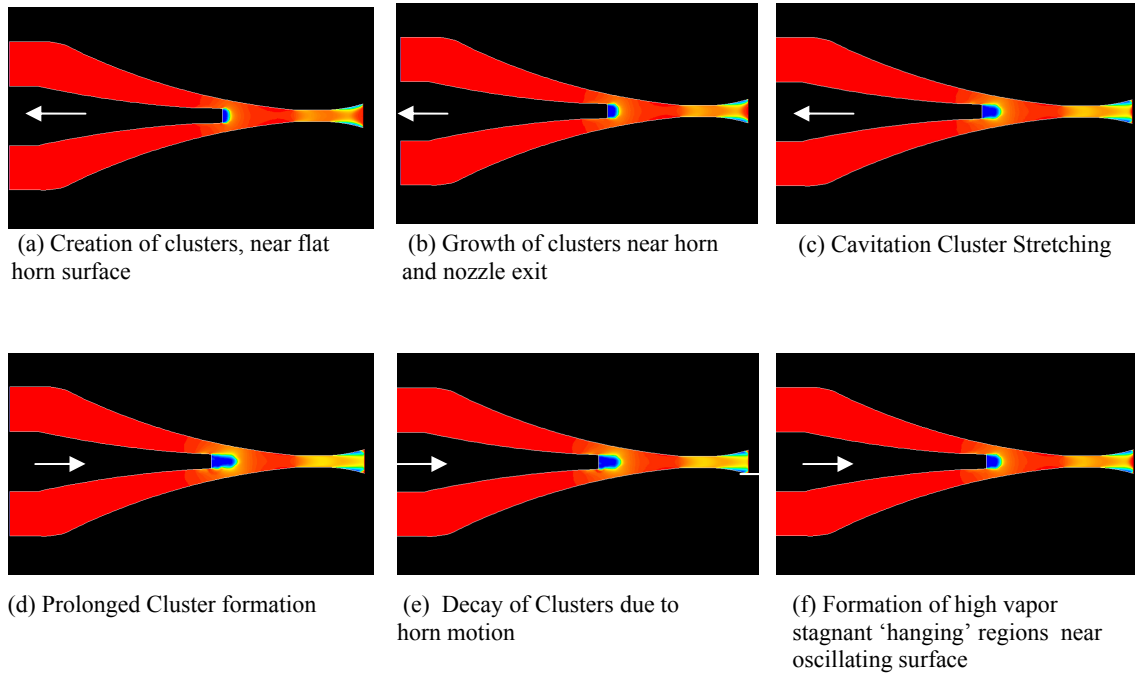 (a) Creation of clusters, near flat
horn surface
(b) Growth of clusters near horn
and nozzle exit
(c) Cavitation Cluster Stretching
(d) Prolonged Cluster formation
(e) Decay of Clusters due to
horn motion
(f) Formation of high vapor
stagnant ‘hanging’ regions near
oscillating surface